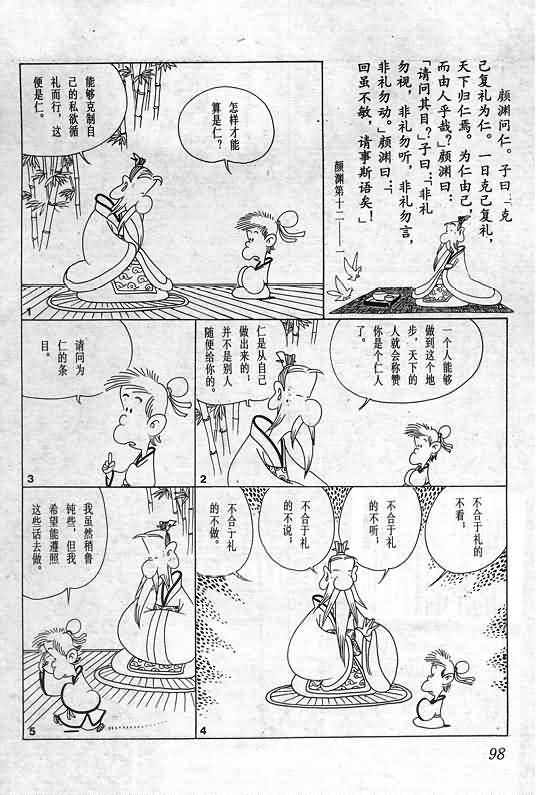 颜渊问仁。子曰：「克
己复礼为仁。一日克己复礼，
天下归仁焉。为仁由己，
而由人乎哉？」颜渊曰：
「请问其目？」子曰：「非礼
勿视，非礼勿听，非礼勿言，
非礼勿动。」颜渊曰：「
回虽不敏，请事斯语矣！
颜渊第十二——1
怎样才能
算是仁？
能够克制自
己的私欲循
礼而行，这
便是仁。
1
一个人能够
做到这个地
步，天下的
人就会称赞
你是个仁人
了。
仁是从自己
做出来的；
并不是别人
随便给你的。
2
请问为
仁的条
目。
3
不合于礼的
不看；
不合于礼
的不听；
不合于礼
的不说；
不合于礼
的不做。
4
我虽然稍鲁
钝些，但我
希望能遵照
这些话去做。
5
98